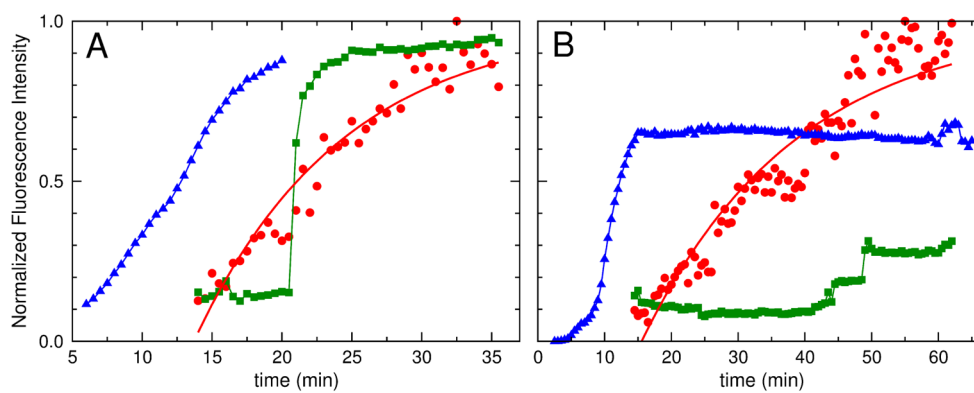 A
B
Normalized Fluorescence Intensity
1.0
0.5
0.0
5 10 15 20 25 30 35
0 10 20 30 40 50 60
time (min)
time (min)